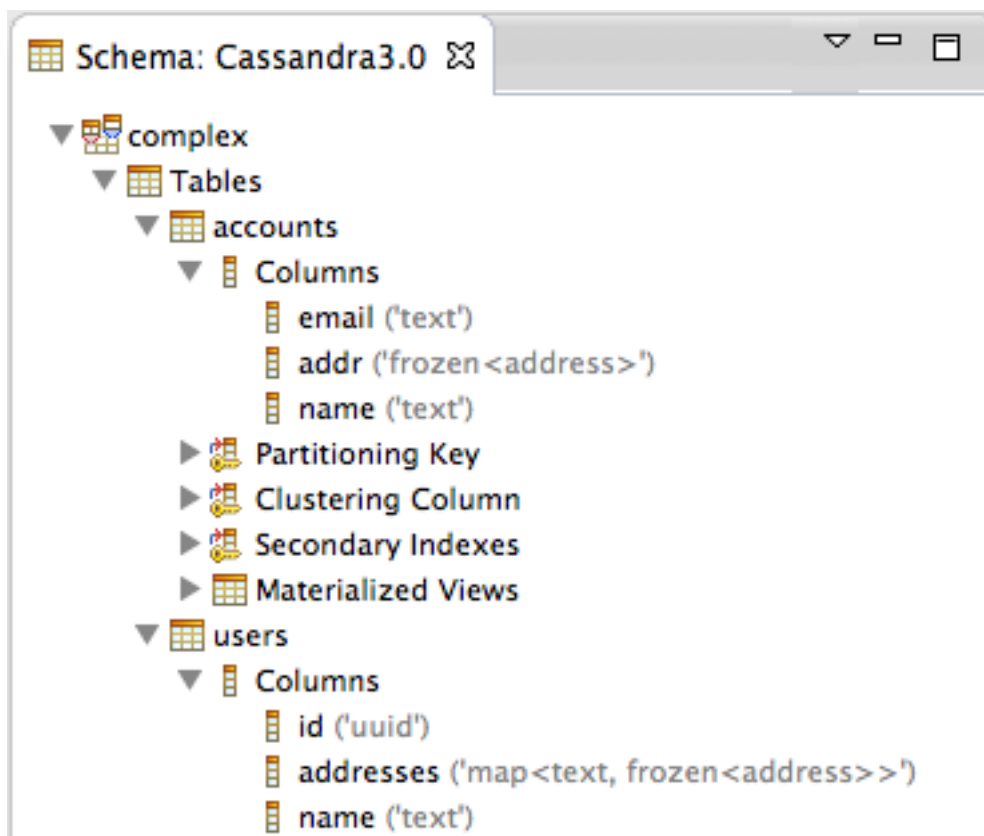 Schema: Cassandra3.0
complex
Tables
accounts
Columns
email ('text')
addr ('frozen<address>')
name ('text')
Partitioning Key
Clustering Column
Secondary Indexes
Materialized Views
users
Columns
id ('uuid')
addresses ('map<text, frozen<address>>')
name ('text')